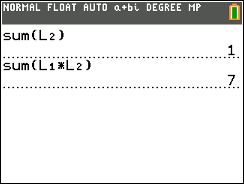 NORMAL FLOAT AUTO a+bi DEGREE MP
sum(L₂)
1
sum(L₁*L₂)
7